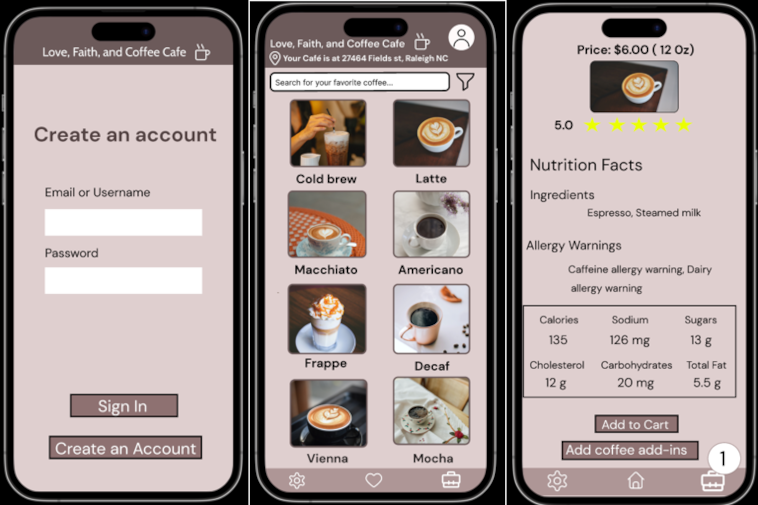 Love, Faith, and Coffee Cafe
Create an account
Email or Username
Password
Sign In
Create an Account
Love, Faith, and Coffee Cafe
Your Café is at 27464 Fields st, Raleigh NC
Search for your favorite coffee...
Cold brew
Latte
Macchiato
Americano
Frappe
Decaf
Vienna
Mocha
Price: $6.00 ( 12 Oz)
5.0
Nutrition Facts
Ingredients
Espresso, Steamed milk
Allergy Warnings
Caffeine allergy warning, Dairy
allergy warning
Calories Sodium Sugars
135 126 mg 13 g
Cholesterol Carbohydrates Total Fat
12 g 20 mg 5.5 g
Add to Cart
Add coffee add-ins
1